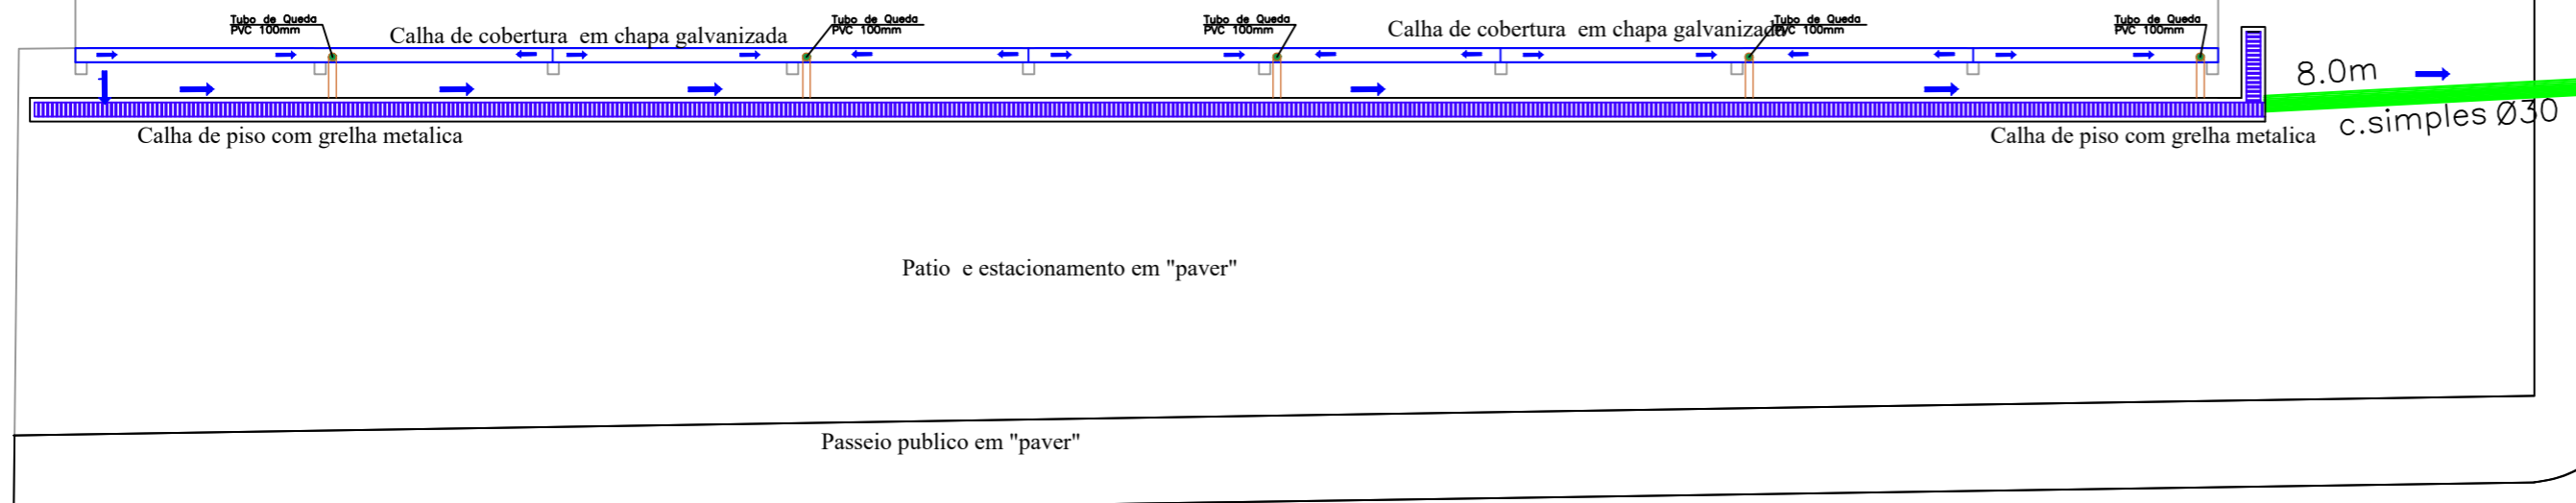 Tubo de Queda
PVC 100mm
Calha de cobertura em chapa galvanizada
Tubo de Queda
PVC 100mm
Tubo de Queda
PVC 100mm
Calha de cobertura em chapa galvanizada
Tubo de Queda
PVC 100mm
Tubo de Queda
PVC 100mm
8.0m
c.simples Ø30
Calha de piso com grelha metalica
Calha de piso com grelha metalica
Patio e estacionamento em "paver"
Passeio publico em "paver"